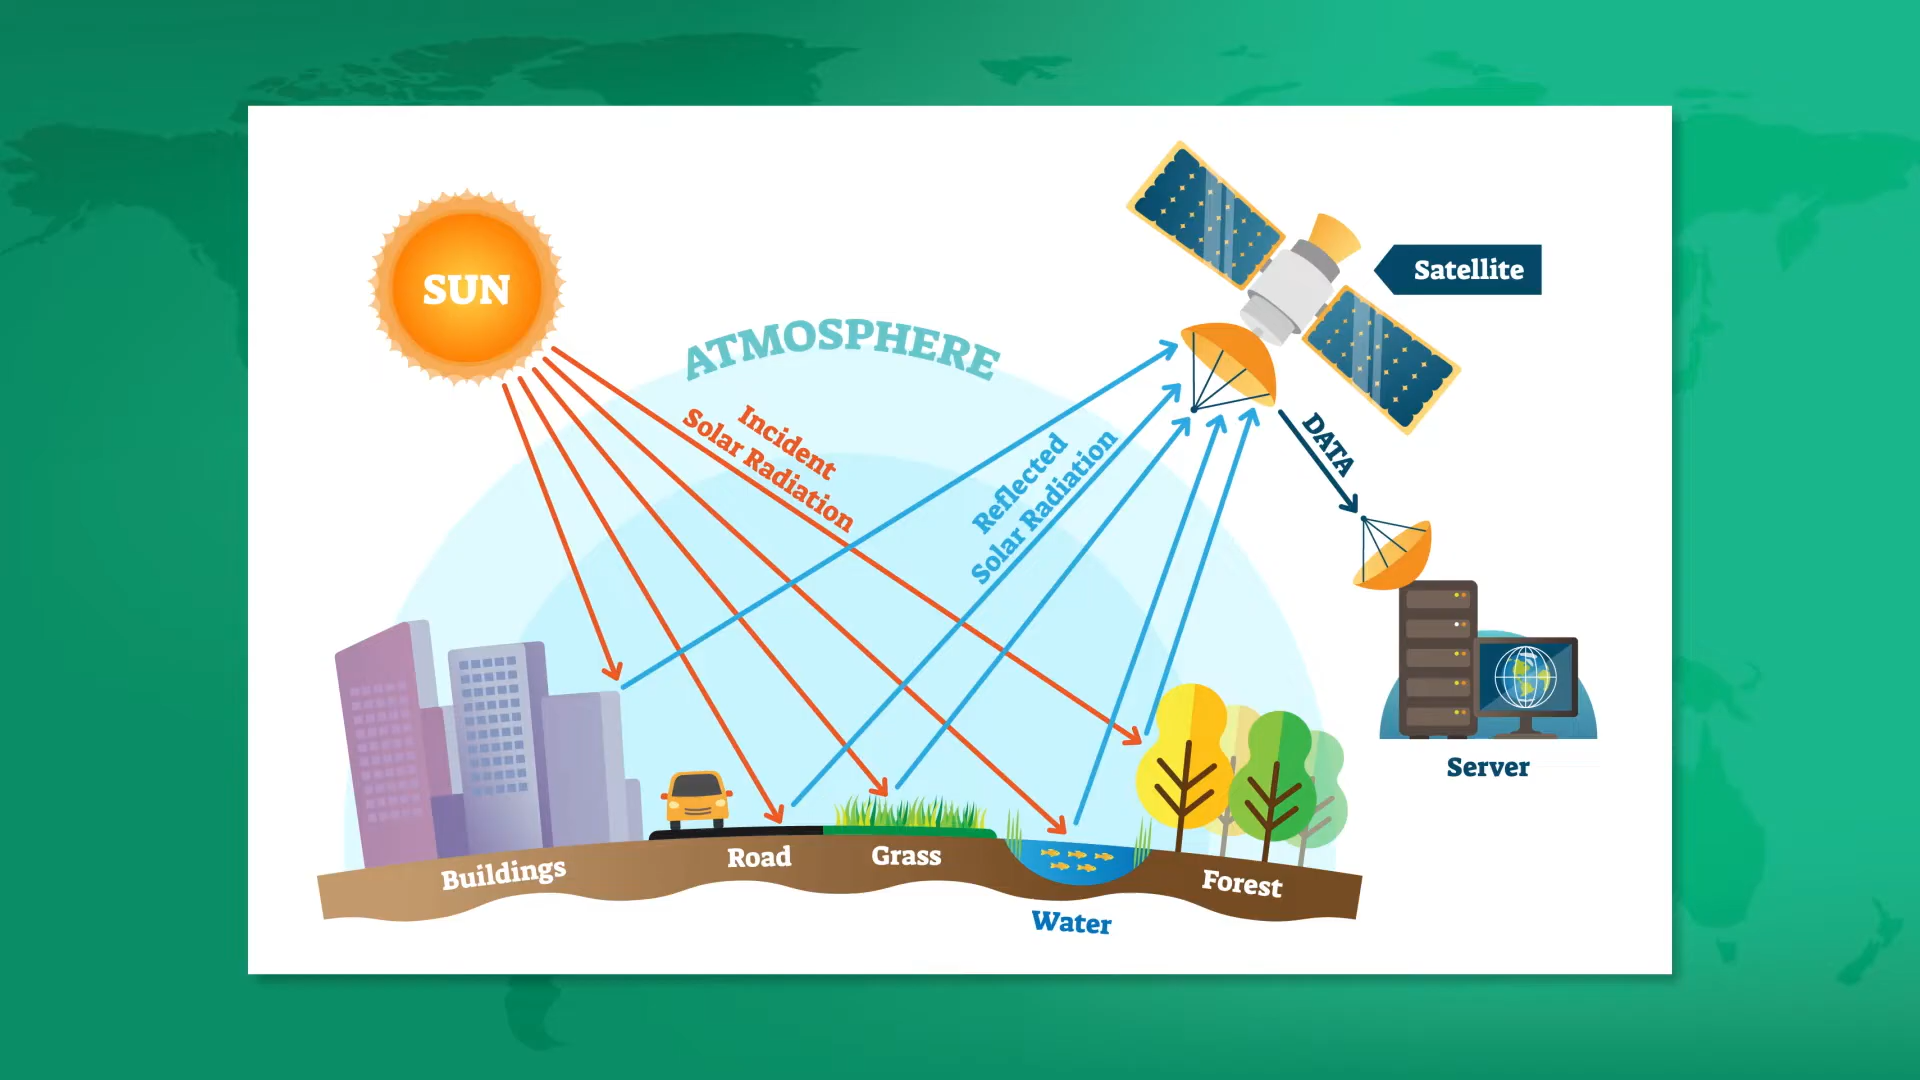 SUN
Satellite
ATMOSPHERE
Incident
Solar Radiation
Reflected
Solar Radiation
DATA
Server
Buildings
Road
Grass
Water
Forest